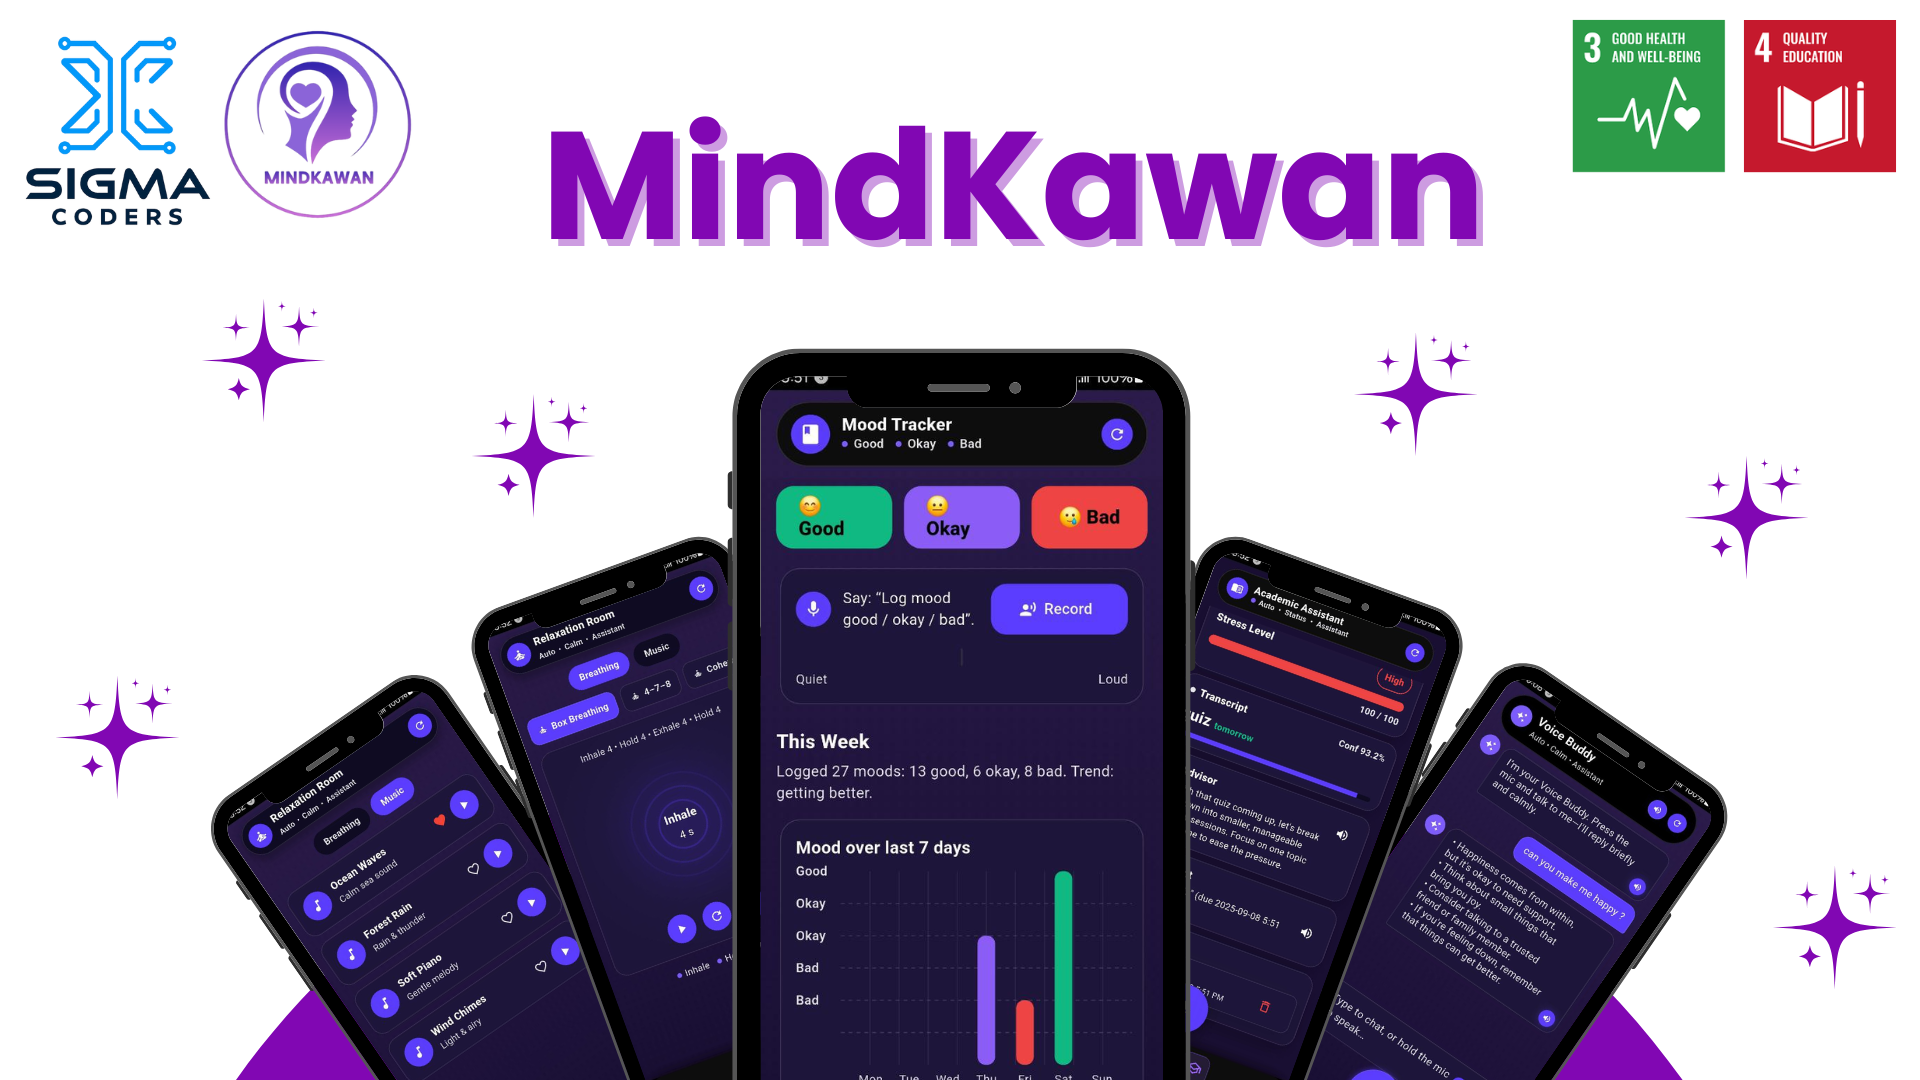 SIGMA
CODERS
MINDKAWAN
MindKawan
3 GOOD HEALTH
AND WELL-BEING
4 QUALITY
EDUCATION
Relaxation Room
Auto • Calm • Assistant
Breathing
Music
Ocean Waves
Calm sea sound
Forest Rain
Rain & thunder
Soft Piano
Gentle melody
Wind Chimes
Light & airy
Relaxation Room
Auto • Calm • Assistant
Breathing
Music
Box Breathing
4-7-8
Inhale 4 • Hold 4 • Exhale 4 • Hold 4
Inhale
4 s
Inhale
100%
Mood Tracker
Good Okay Bad
Good
Okay
Bad
Say: “Log mood
good / okay / bad”.
Record
Quiet
Loud
This Week
Logged 27 moods: 13 good, 6 okay, 8 bad. Trend:
getting better.
Mood over last 7 days
Good
Okay
Okay
Bad
Bad
Mon Tue Wed Thu Fri Sat Sun
Academic Assistant
Auto • Status • Assistant
Stress Level
High
100 / 100
Transcript
tomorrow
Conf 93.2%
that quiz coming up, let's break
into smaller, manageable
sessions. Focus on one topic
to ease the pressure.
(due 2025-09-08 5:51
Voice Buddy
Auto • Calm • Assistant
I'm your Voice Buddy. Press the
mic and talk to me—I'll reply briefly
and calmly.
can you make me happy ?
• Happiness comes from within,
but it's okay to need support.
• Think about small things that
bring you joy.
• Consider talking to a trusted
friend or family member.
• If you're feeling down, remember
that things can get better.
Type to chat, or hold the mic
speak...